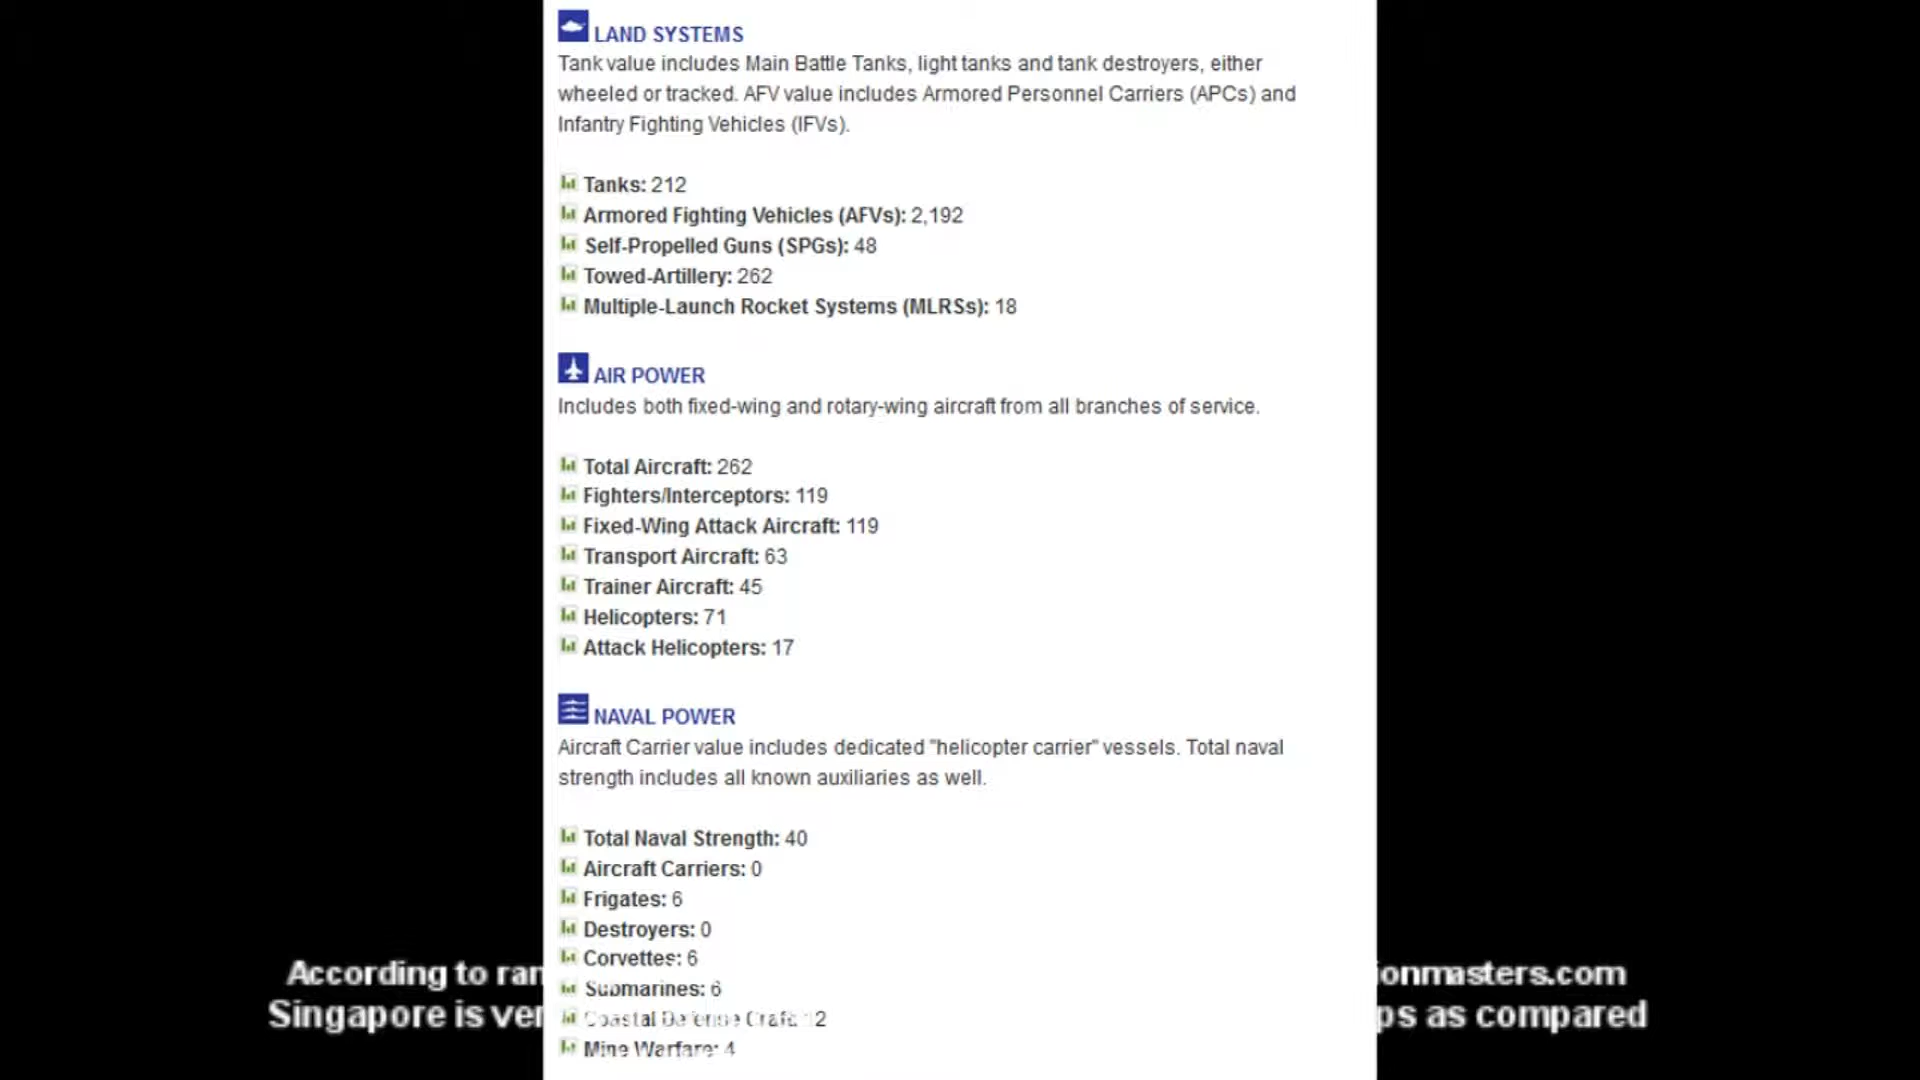 LAND SYSTEMS
Tank value includes Main Battle Tanks, light tanks and tank destroyers, either
wheeled or tracked. AFV value includes Armored Personnel Carriers (APCs) and
Infantry Fighting Vehicles (IFVs).
Tanks: 212
Armored Fighting Vehicles (AFVs): 2,192
Self-Propelled Guns (SPGs): 48
Towed-Artillery: 262
Multiple-Launch Rocket Systems (MLRSs): 18
AIR POWER
Includes both fixed-wing and rotary-wing aircraft from all branches of service.
Total Aircraft: 262
Fighters/Interceptors: 119
Fixed-Wing Attack Aircraft: 119
Transport Aircraft: 63
Trainer Aircraft: 45
Helicopters: 71
Attack Helicopters: 17
NAVAL POWER
Aircraft Carrier value includes dedicated "helicopter carrier" vessels. Total naval
strength includes all known auxiliaries as well.
Total Naval Strength: 40
Aircraft Carriers: 0
Frigates: 6
Destroyers: 0
Corvettes: 6
Submarines: 6
Coastal Defense Craft:
Mine Warfare: 4
According to
Singapore is as compared